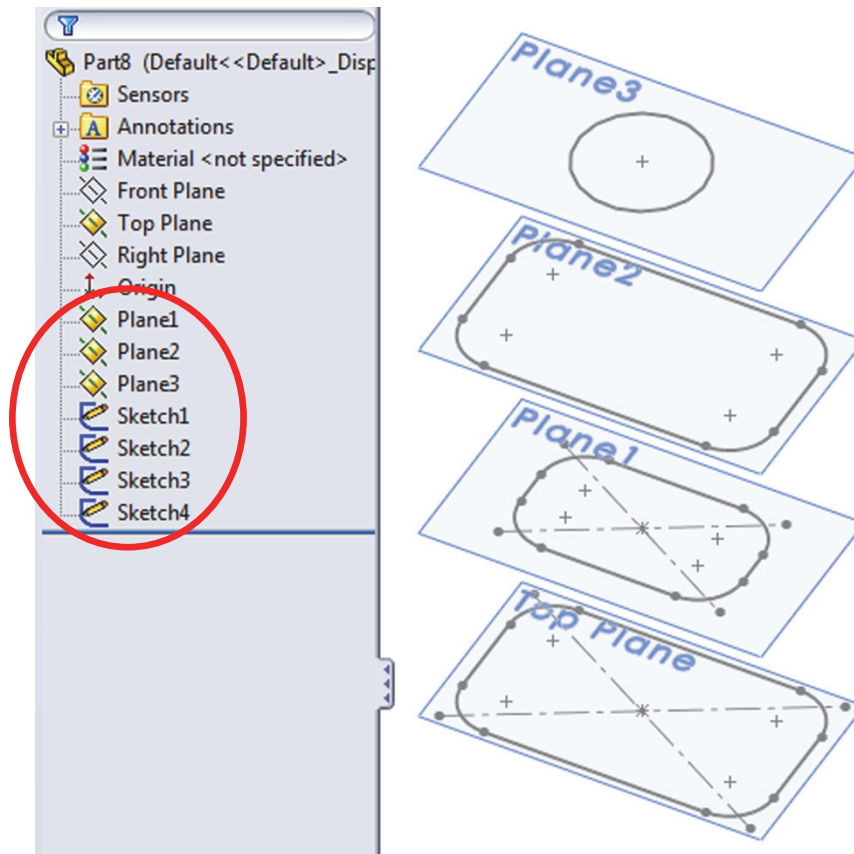 Part8 (Default<<Default>_Disp
Sensors
A Annotations
Material <not specified>
Front Plane
Top Plane
Right Plane
Origin
Plane1
Plane2
Plane3
Sketch1
Sketch2
Sketch3
Sketch4
Plane3
Plane2
Plane1
Top Plane